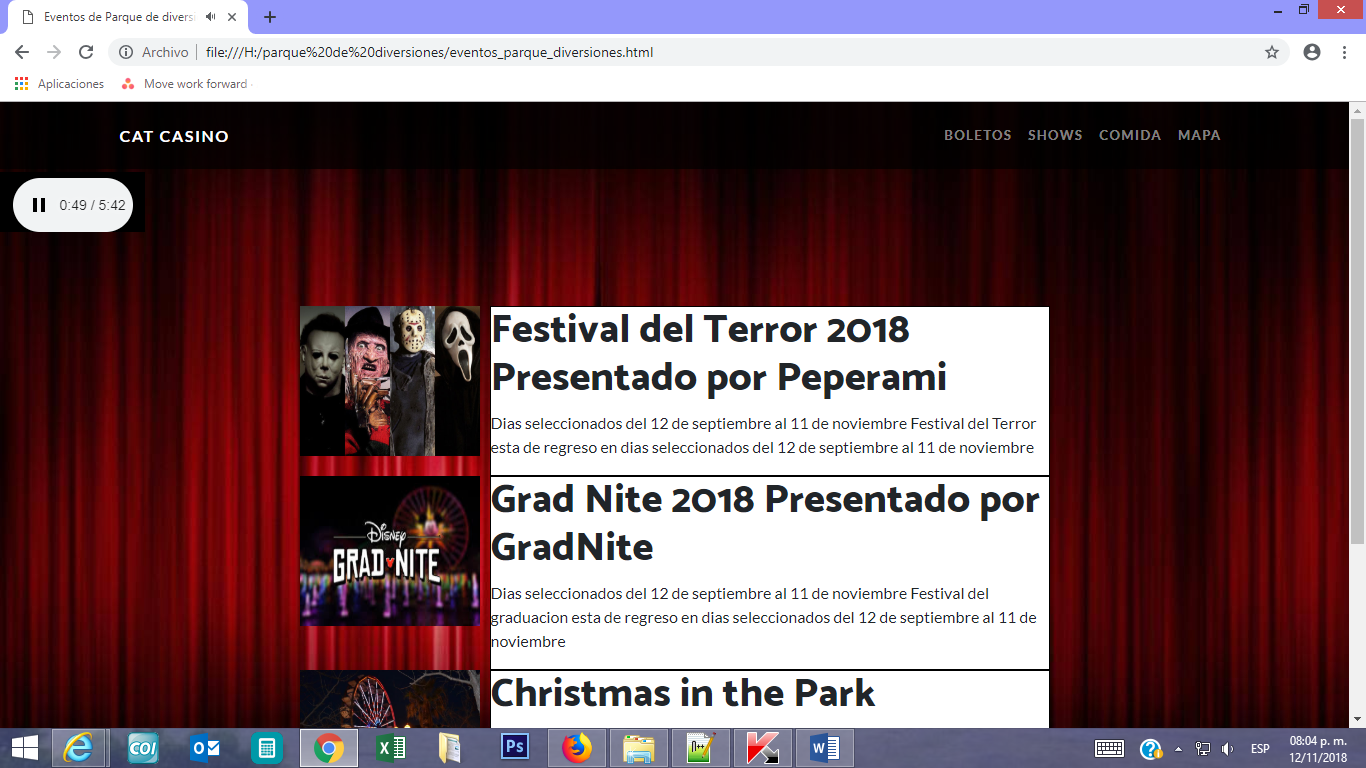 Eventos de Parque de divers
Archivo file:///H:/parque%20de%20diversiones/eventos_parque_diversiones.html
Aplicaciones Move work forward
CAT CASINO BOLETOS SHOWS COMIDA MAPA
0:49 / 5:42
Festival del Terror 2018
Presentado por Peperami
Dias seleccionados del 12 de septiembre al 11 de noviembre Festival del Terror
esta de regreso en dias seleccionados del 12 de septiembre al 11 de noviembre
Disney
GRAD NITE
Grad Nite 2018 Presentado por
GradNite
Dias seleccionados del 12 de septiembre al 11 de noviembre Festival del
graduacion esta de regreso en dias seleccionados del 12 de septiembre al 11 de
noviembre
Christmas in the Park
COI
Ps
ESP
08:04 p. m.
12/11/2018